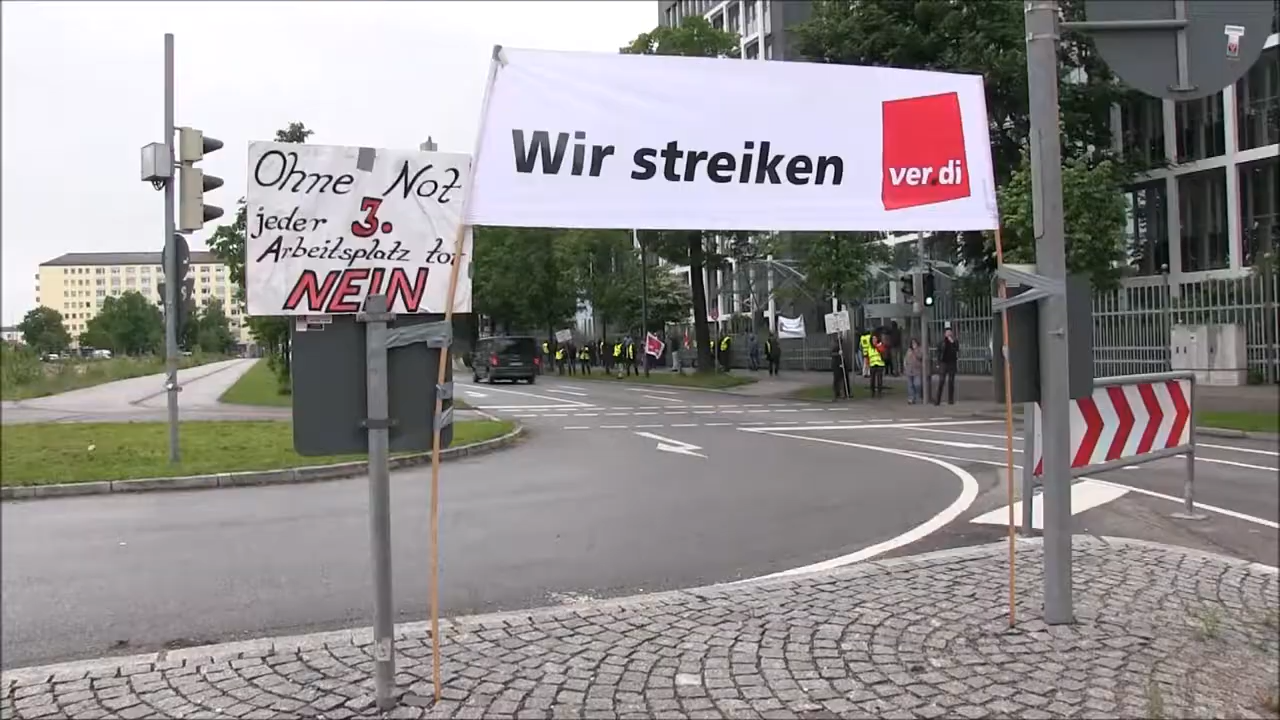 Ohne Not
jeder 3.
Arbeitsplatz tot
NEIN
Wir streiken
ver.di